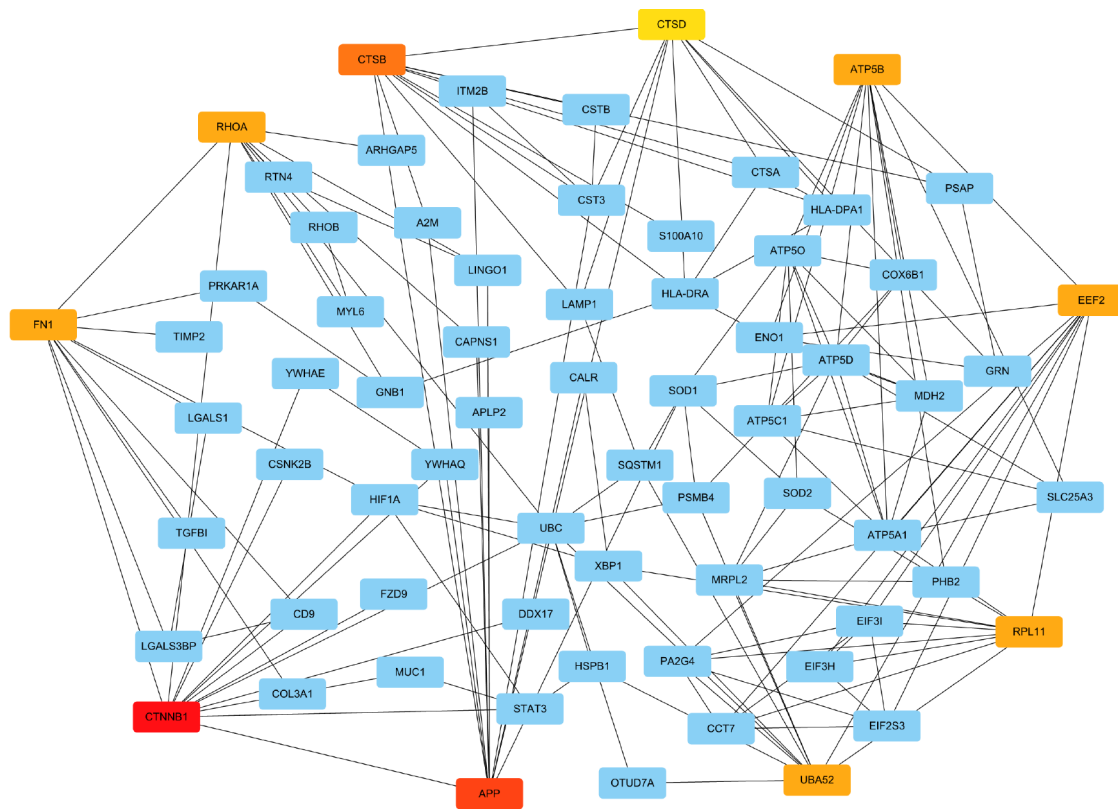 CTSD
CTSB
ATP5B
ITM2B
CSTB
RHOA
ARHGAP5
RTN4
CTSA
PSAP
CST3
HLA-DPA1
RHOB
A2M
S100A10
ATP5O
LINGO1
COX6B1
PRKAR1A
HLA-DRA
LAMP1
EEF2
MYL6
FN1
TIMP2
CAPNS1
ENO1
ATP5D
GRN
YWHAE
CALR
GNB1
SOD1
MDH2
APLP2
LGALS1
ATP5C1
CSNK2B
YWHAQ
SQSTM1
HIF1A
PSMB4
SOD2
SLC25A3
TGFBI
UBC
ATP5A1
XBP1
MRPL2
PHB2
FZD9
CD9
DDX17
EIF3I
RPL11
LGALS3BP
PA2G4
EIF3H
HSPB1
MUC1
COL3A1
STAT3
CTNNB1
CCT7
EIF2S3
APP
OTUD7A
UBA52